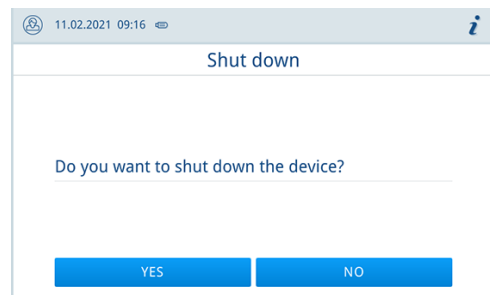 11.02.2021 09:16 i
Shut down
Do you want to shut down the device?
YES NO